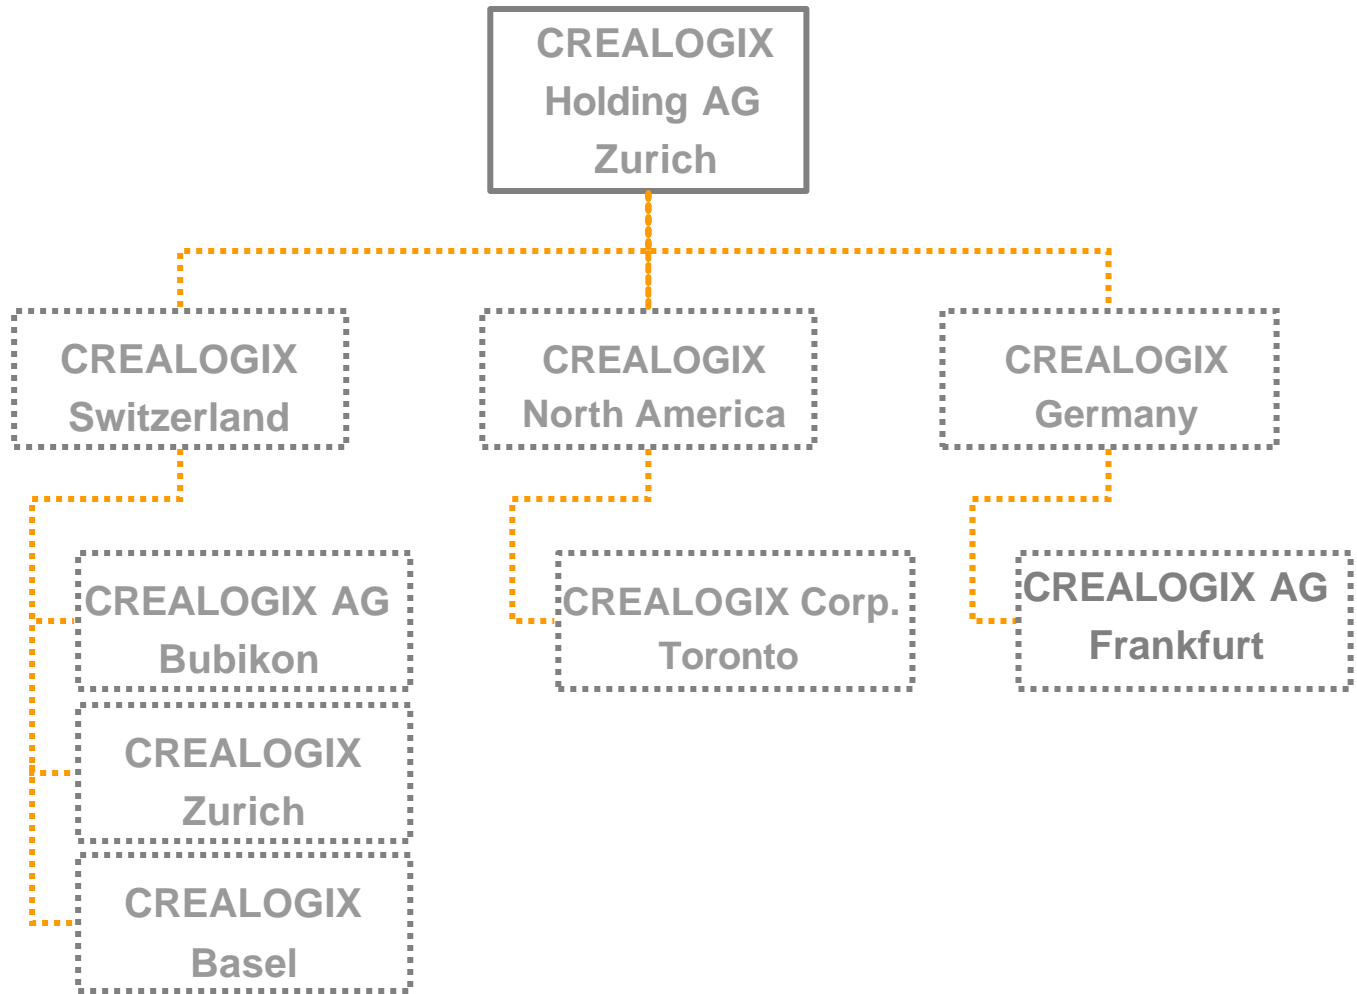 CREALOGIX
Holding AG
Zurich
CREALOGIX
Switzerland
CREALOGIX
North America
CREALOGIX
Germany
CREALOGIX AG
Bubikon
CREALOGIX Corp.
Toronto
CREALOGIX AG
Frankfurt
CREALOGIX
Zurich
CREALOGIX
Basel